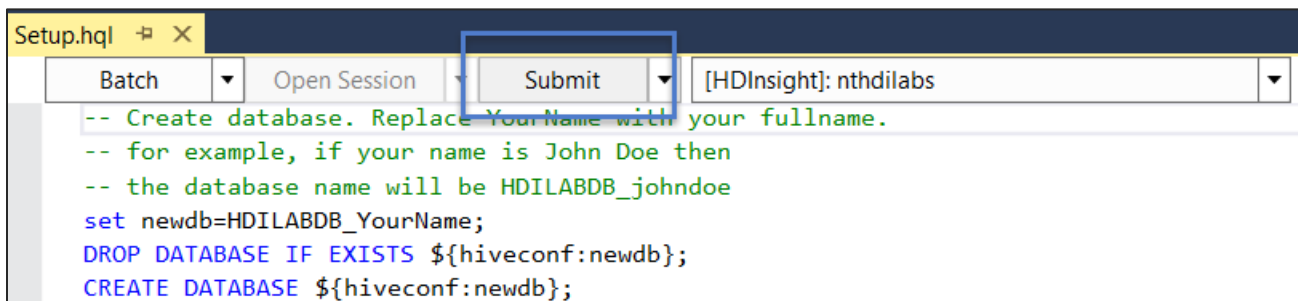 Setup.hql
Batch Open Session Submit [HDInsight]: nthdilabs
-- Create database. Replace YourName with your fullname.
-- for example, if your name is John Doe then
-- the database name will be HDILABDB_johndoe
set newdb=HDILABDB_YourName;
DROP DATABASE IF EXISTS ${hiveconf:newdb};
CREATE DATABASE ${hiveconf:newdb};